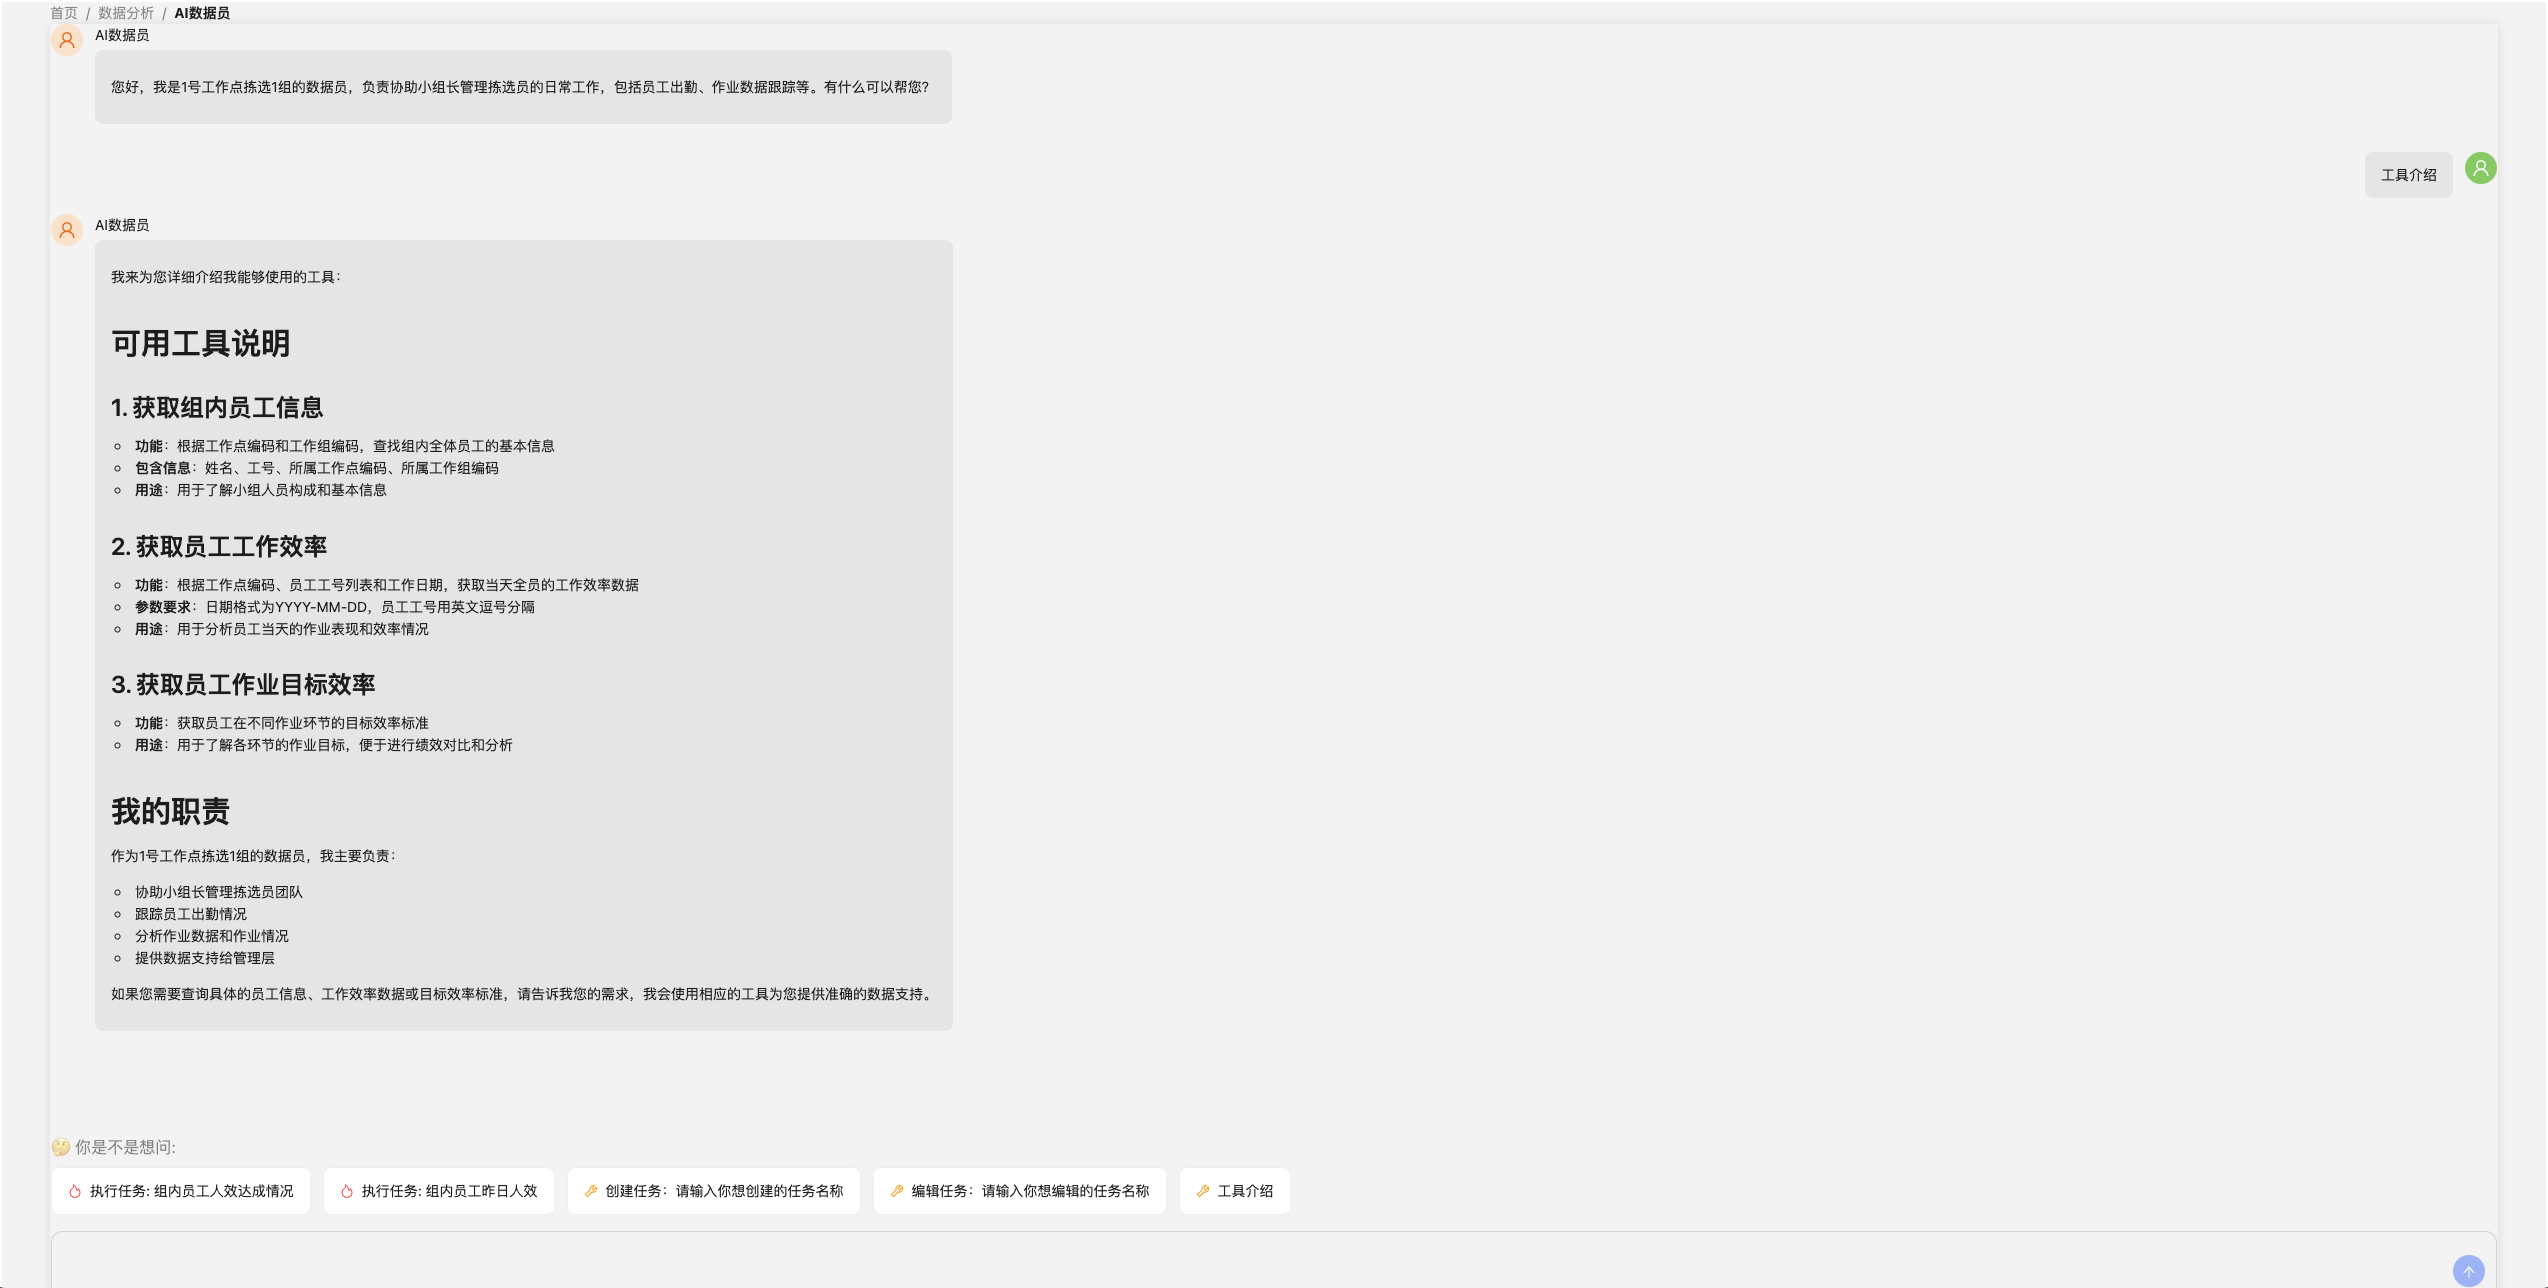 首页 / 数据分析 / AI数据员
AI数据员
您好，我是1号工作点拣选1组的数据员，负责协助小组长管理拣选员的日常工作，包括员工出勤、作业数据跟踪等。有什么可以帮您?
工具介绍
AI数据员
我来为您详细介绍我能够使用的工具：
可用工具说明
1. 获取组内员工信息
功能：根据工作点编码和工作组编码，查找组内全体员工的基本信息
包含信息：姓名、工号、所属工作点编码、所属工作组编码
用途：用于了解小组人员构成和基本信息
2. 获取员工工作效率
功能：根据工作点编码、员工工号列表和工作日期，获取当天全员的工作效率数据
参数要求：日期格式为YYYY-MM-DD，员工工号用英文逗号分隔
用途：用于分析员工当天的作业表现和效率情况
3. 获取员工作业目标效率
功能：获取员工在不同作业环节的目标效率标准
用途：用于了解各环节的作业目标，便于进行绩效对比和分析
我的职责
作为1号工作点拣选1组的数据员，我主要负责：
协助小组长管理拣选员团队
跟踪员工出勤情况
分析作业数据和作业情况
提供数据支持给管理层
如果您需要查询具体的员工信息、工作效率数据或目标效率标准，请告诉我您的需求，我会使用相应的工具为您提供准确的数据支持。
🤔 你是不是想问:
执行任务: 组内员工人效达成情况
执行任务: 组内员工昨日人效
创建任务：请输入你想创建的任务名称
编辑任务：请输入你想编辑的任务名称
工具介绍